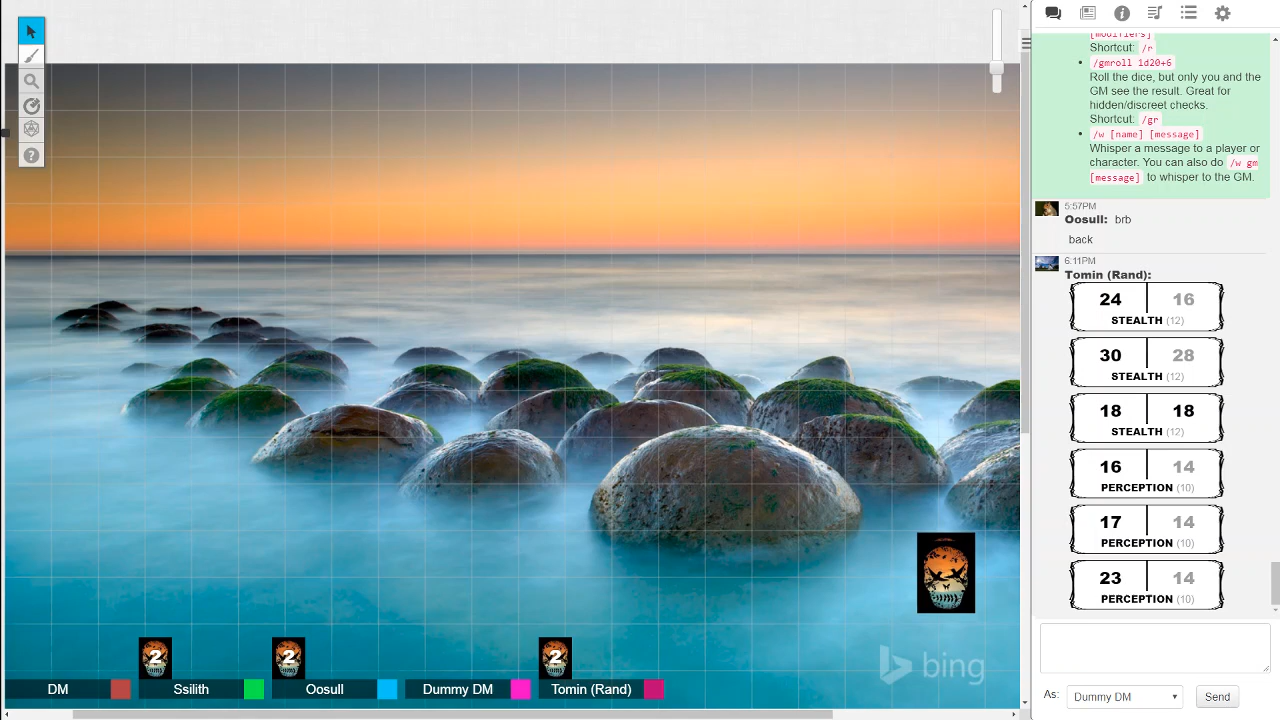 [modifiers]
Shortcut: /r
/gmroll 1d20+6
Roll the dice, but only you and the
GM see the result. Great for
hidden/discreet checks.
Shortcut: /gr
/w [name] [message]
Whisper a message to a player or
character. You can also do /w gm
[message] to whisper to the GM.
5:57PM
Oosull: brb
back
6:11PM
Tomin (Rand):
24 16
STEALTH (12)
30 28
STEALTH (12)
18 18
STEALTH (12)
16 14
PERCEPTION (10)
17 14
PERCEPTION (10)
23 14
PERCEPTION (10)
As: Dummy DM Send
bing
2 2 2
DM Ssilith Oosull Dummy DM Tomin (Rand)